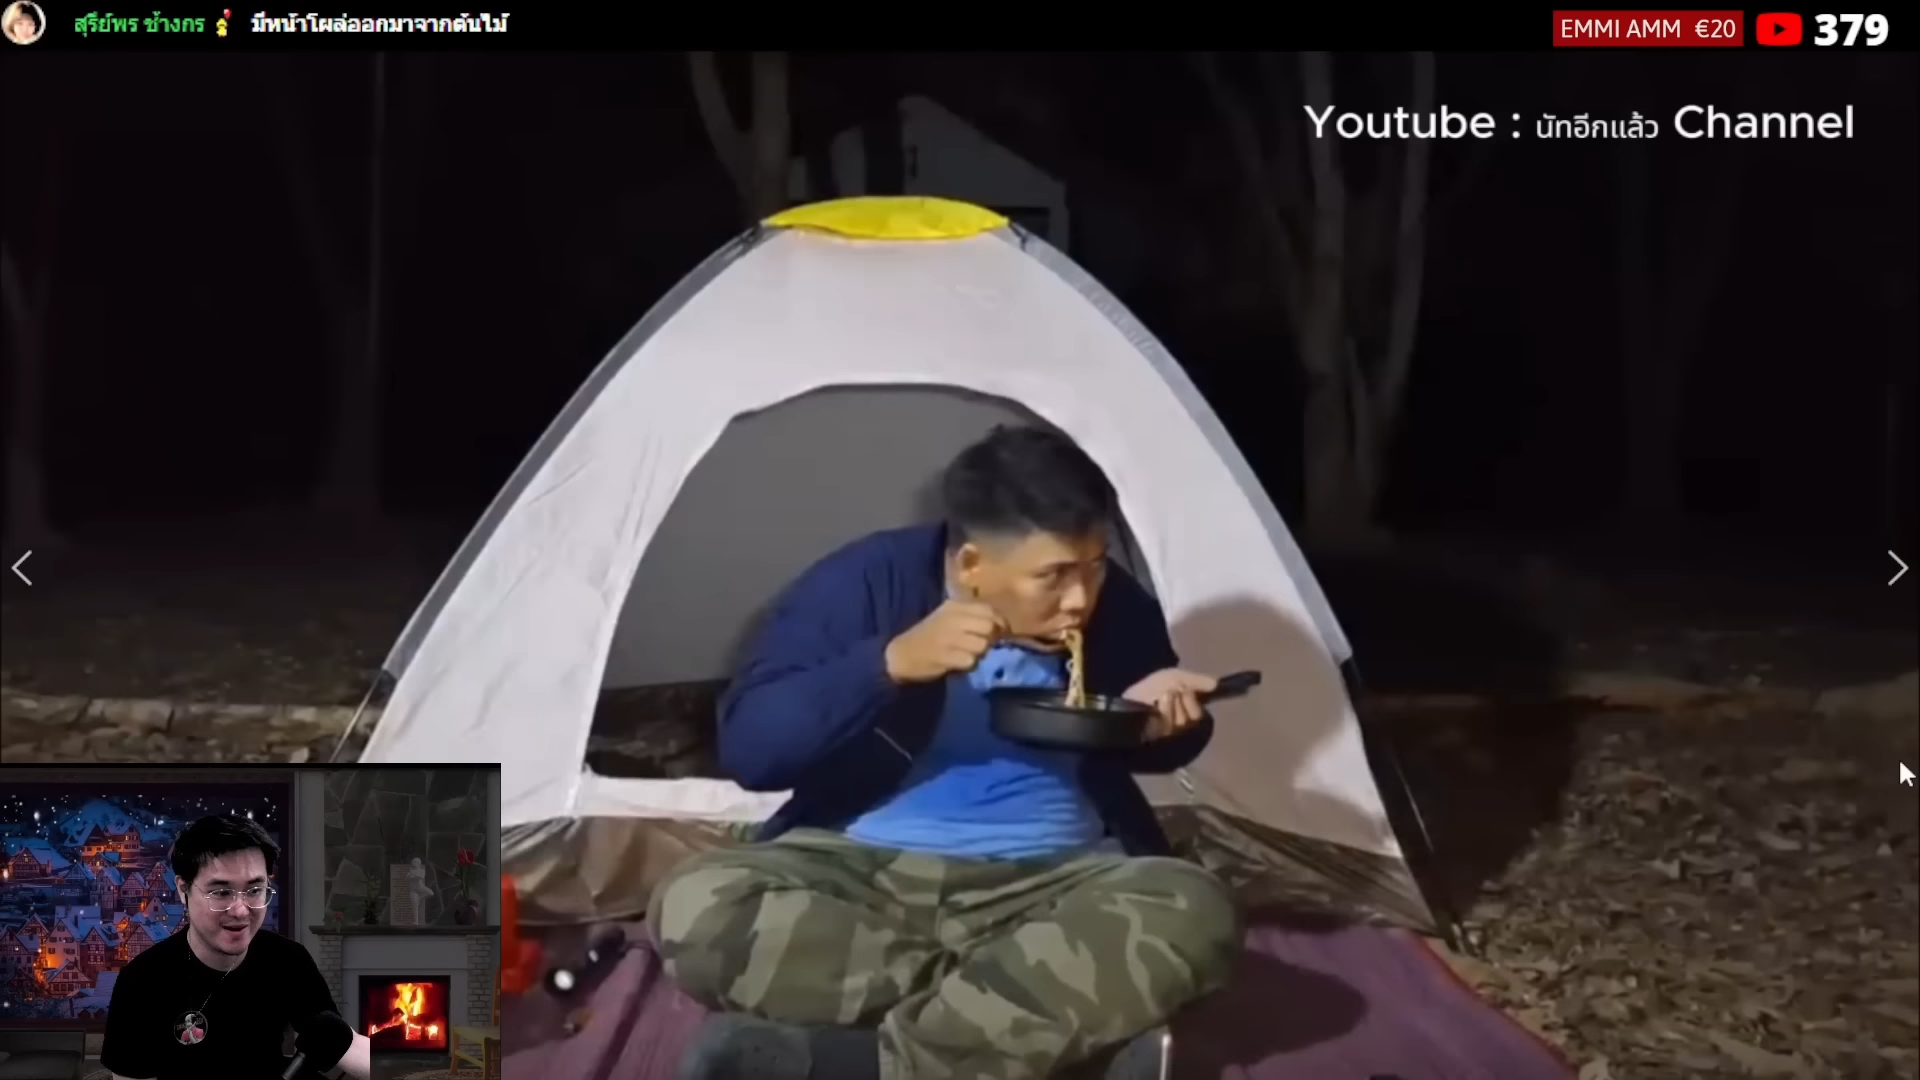 สุรีย์พร ช้างกร มีหน้าโผล่ออกมาจากต้นไม้
EMMI AMM €20 379
Youtube : นัทอีกแล้ว Channel